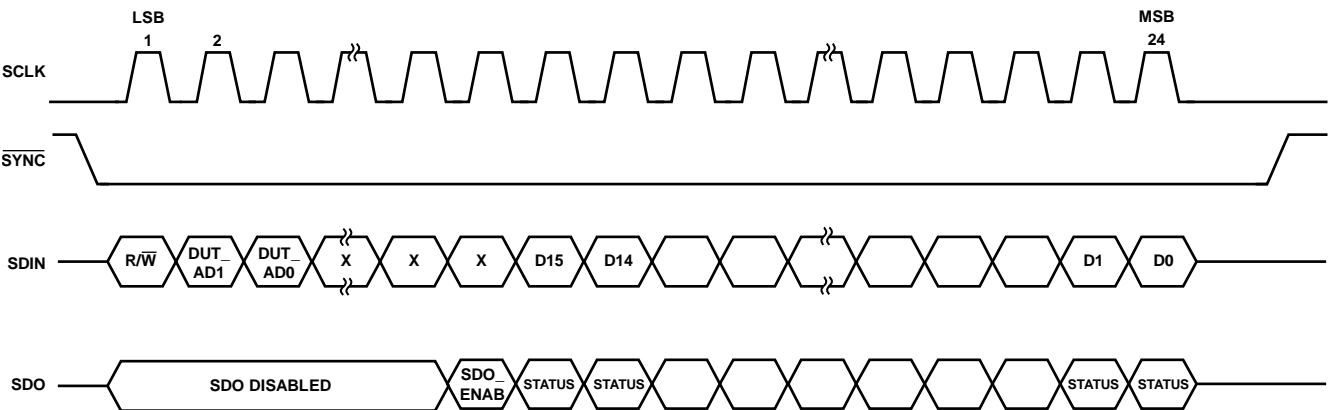 LSB MSB
1 2 24
SCLK
SYNC
SDIN R/W DUT_ AD1 DUT_ AD0 X X X D15 D14 D1 D0
SDO SDO DISABLED SDO_ ENAB STATUS STATUS STATUS STATUS